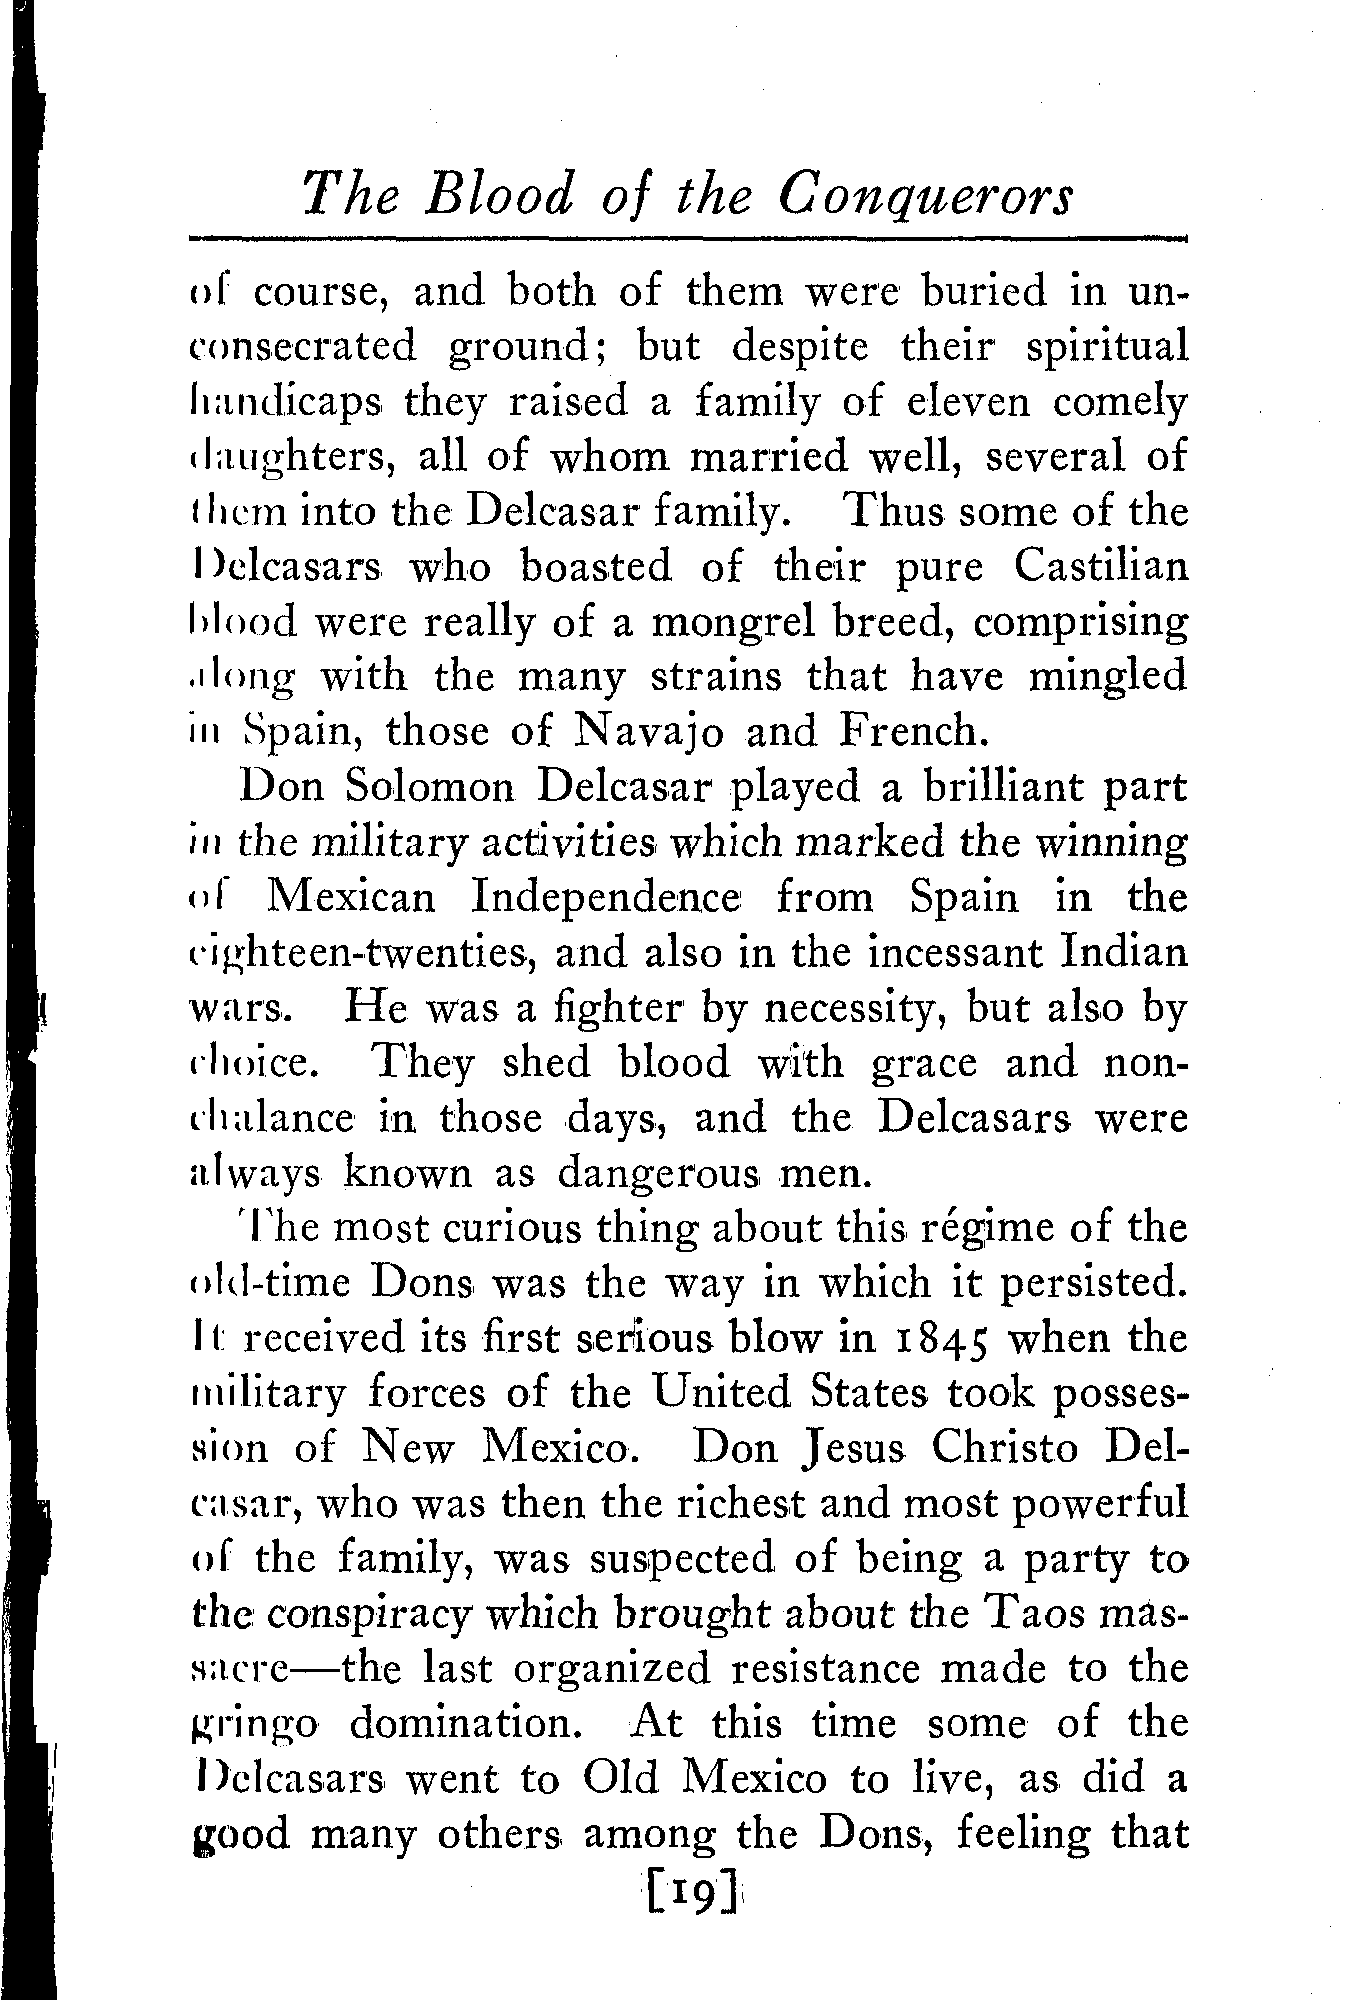 The Blood of the Conquerors
of course, and both of them were buried in un-
consecrated ground; but despite their spiritual
handicaps they raised a family of eleven comely
daughters, all of whom married well, several of
them into the Delcasar family. Thus some of the
Delcasars who boasted of their pure Castilian
blood were really of a mongrel breed, comprising
along with the many strains that have mingled
in Spain, those of Navajo and French.
Don Solomon Delcasar played a brilliant part
in the military activities which marked the winning
of Mexican Independence from Spain in the
eighteen-twenties, and also in the incessant Indian
wars. He was a fighter by necessity, but also by
choice. They shed blood with grace and non-
chalance in those days, and the Delcasars were
always known as dangerous men.
The most curious thing about this régime of the
old-time Dons was the way in which it persisted.
It received its first serious blow in 1845 when the
military forces of the United States took posses-
sion of New Mexico. Don Jesus Christo Del-
casar, who was then the richest and most powerful
of the family, was suspected of being a party to
the conspiracy which brought about the Taos mas-
sacre—the last organized resistance made to the
gringo domination. At this time some of the
Delcasars went to Old Mexico to live, as did a
good many others among the Dons, feeling that
[19]